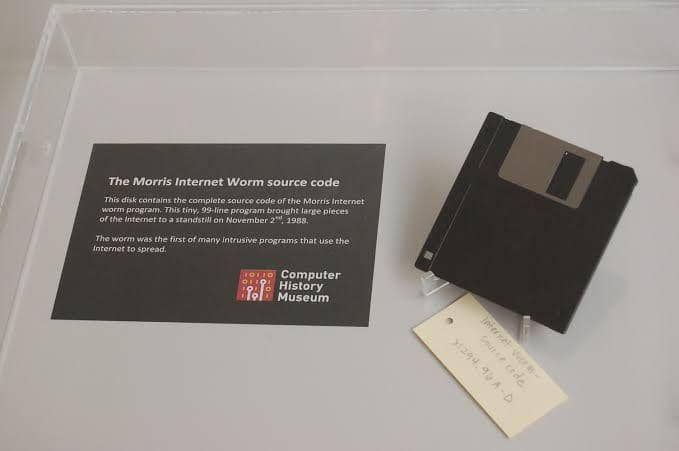 The Morris Internet Worm source code
This disk contains the complete source code of the Morris Internet
worm program. This tiny, 99-line program brought large pieces
of the Internet to a standstill on November 2nd, 1988.
The worm was the first of many intrusive programs that use the
Internet to spread.
10110
Computer
History
Museum
Internet Worm-
source code
X1294.96A-D